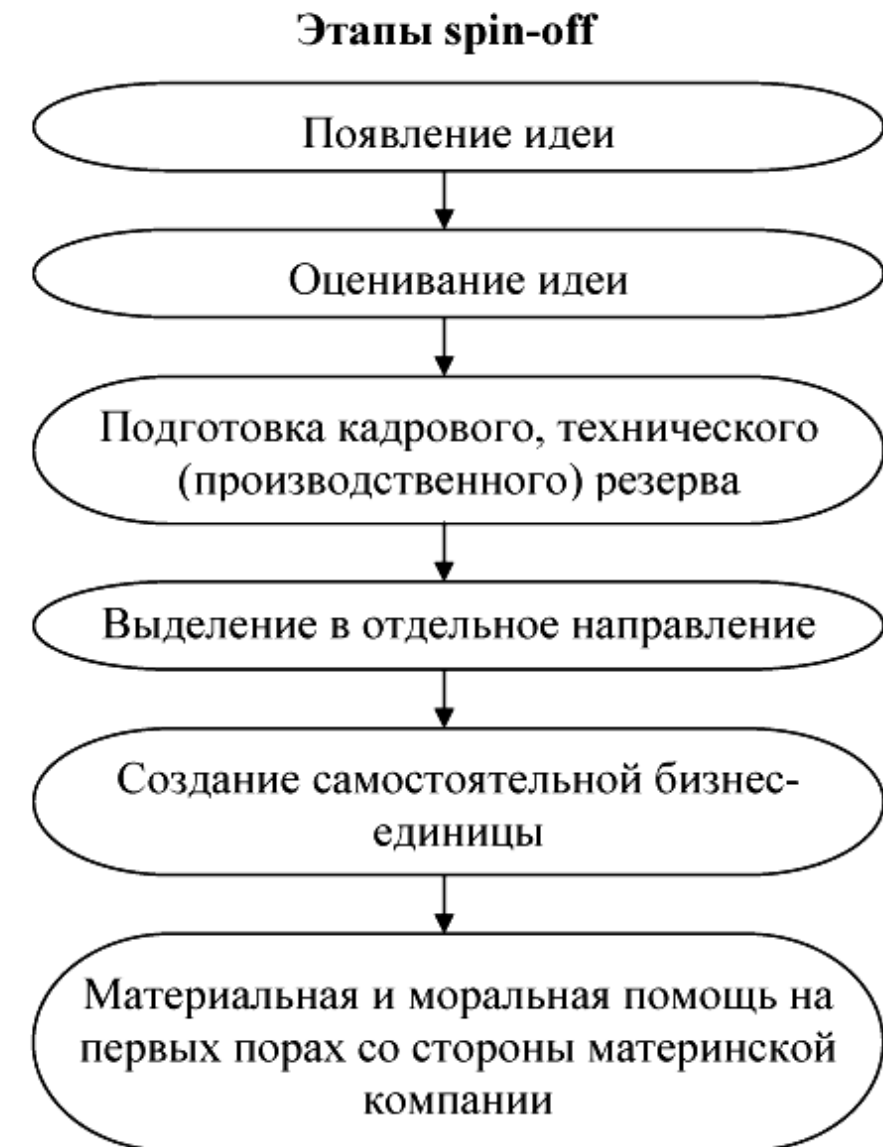 Этапы spin-off
Появление идеи
Оценивание идеи
Подготовка кадрового, технического
(производственного) резерва
Выделение в отдельное направление
Создание самостоятельной бизнес-
единицы
Материальная и моральная помощь на
первых порах со стороны материнской
компании